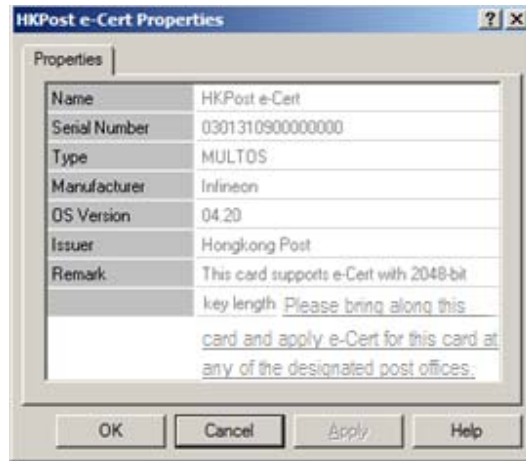 HKPost e-Cert Properties
Properties
Name HKPost e-Cert
Serial Number 0301310900000000
Type MULTOS
Manufacturer Infineon
OS Version 04.20
Issuer Hongkong Post
Remark This card supports e-Cert with 2048-bit
key length Please bring along this
card and apply e-Cert for this card at
any of the designated post offices.
OK Cancel Apply Help